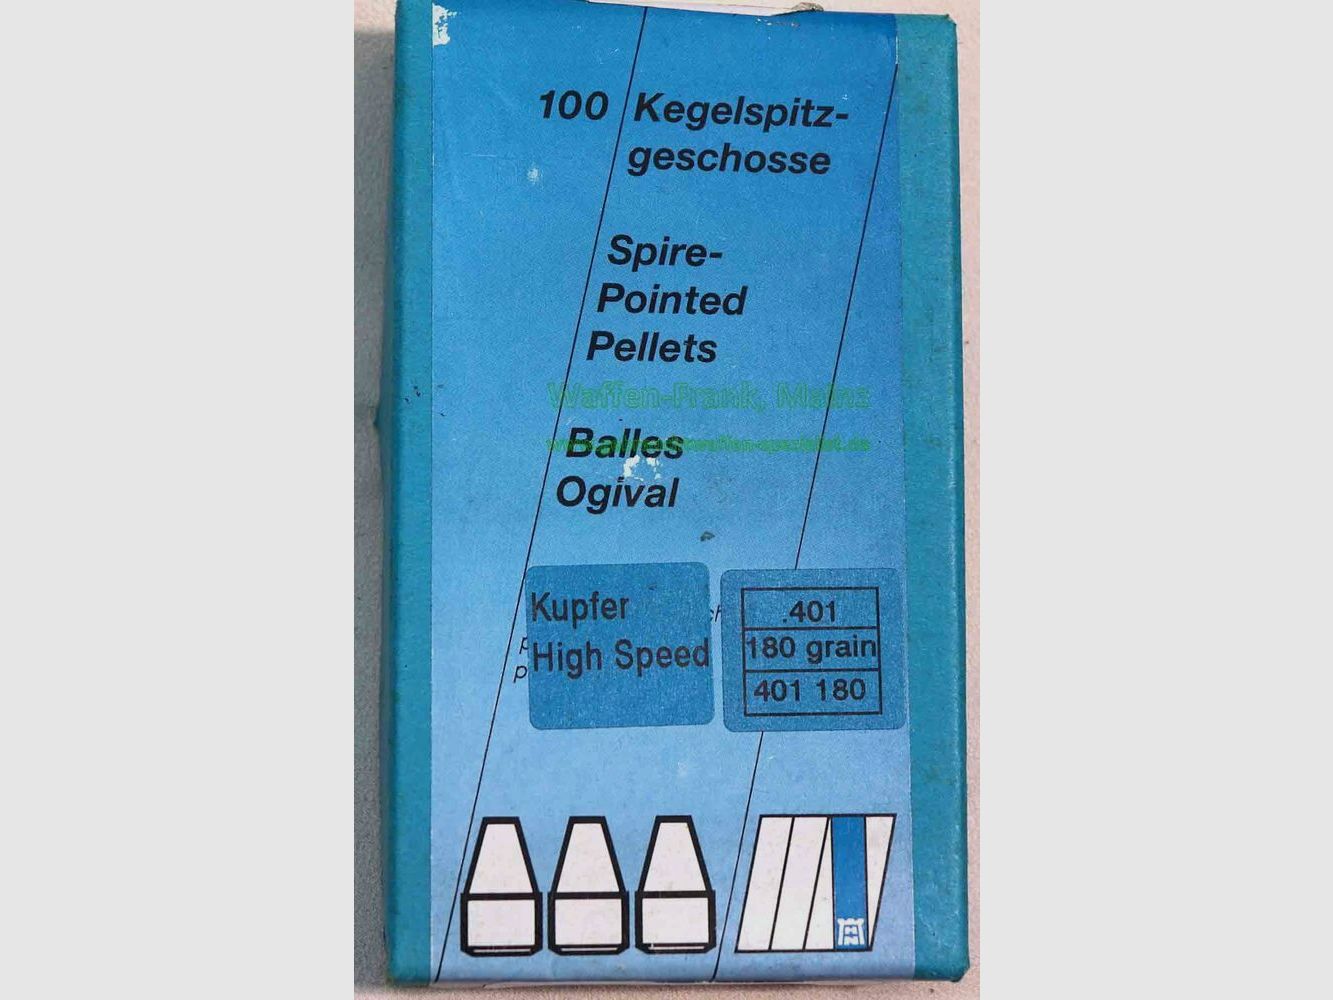 100 Kegelspitz-
geschosse
Spire-
Pointed
Pellets
Waffen-Frank, Mainz
Balles
Ogival
Kupfer
High Speed
.401
180 grain
401 180